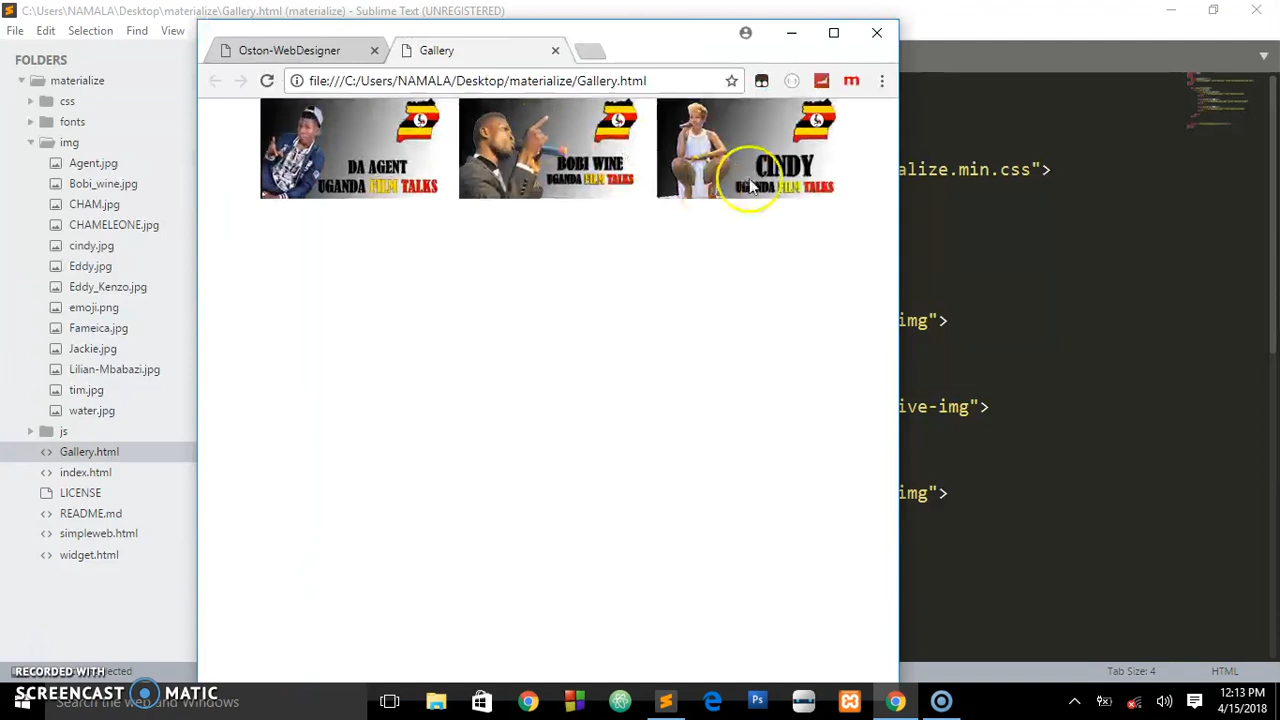 C:\Users\NAMALA\Desktop\materialize\Gallery.html (materialize) - Sublime Text (UNREGISTERED)
File Edit Selection Find View
FOLDERS
materialize
css
fonts
img
Agent.jpg
Bobi_wine.jpg
CHAM.jpg
CHAMELEONE.jpg
cindy.jpg
Eddy.jpg
Eddy_Kenzo.jpg
emoji.png
Fameica.jpg
Jackie.jpg
Lilian-Mbabazi.jpg
tim.jpg
water.jpg
js
Gallery.html
index.html
LICENSE
README.md
simpleweb.html
widget.html
Oston-WebDesigner
Gallery
file:///C:/Users/NAMALA/Desktop/materialize/Gallery.html
m
DA AGENT
UGANDA FILM TALKS
BOBI WINE
UGANDA FILM TALKS
CINDY
UGANDA FILM TALKS
alize.min.css">
img">
ive-img">
img">
Tab Size: 4
HTML
RECORDED WITH
SCREENCAST MATIC
Search the web and Windows
Ps
12:13 PM
4/15/2018